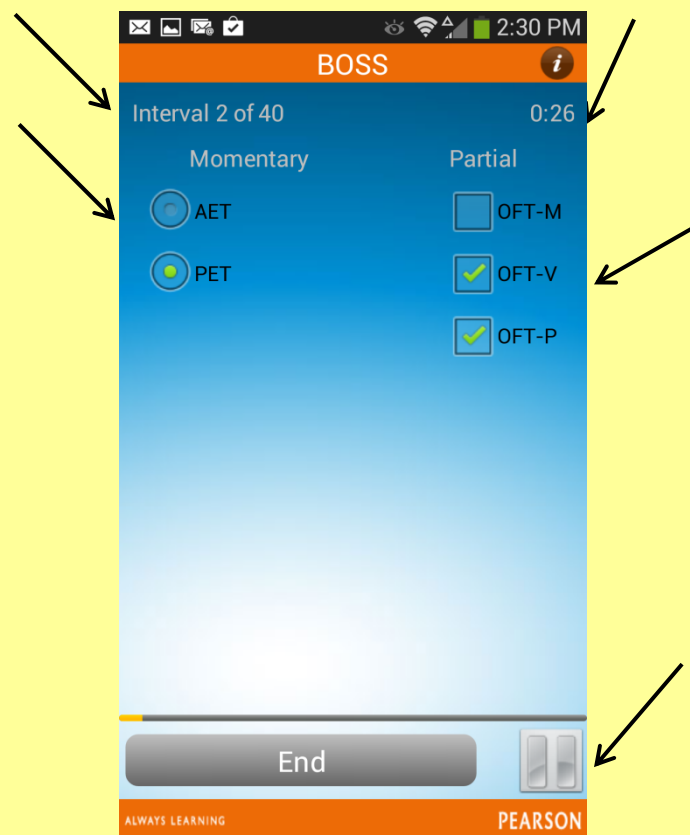 2:30 PM
BOSS
i
Interval 2 of 40 0:26
Momentary Partial
AET OFT-M
PET OFT-V
OFT-P
End
ALWAYS LEARNING PEARSON